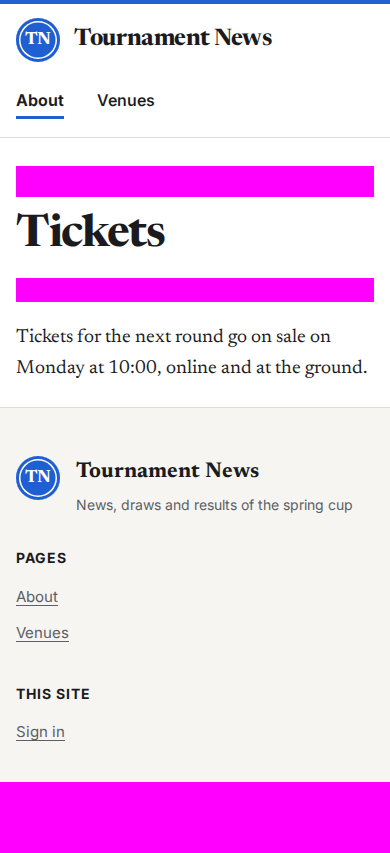 TN
Tournament News
About
Venues
Tickets
Tickets for the next round go on sale on
Monday at 10:00, online and at the ground.
TN
Tournament News
News, draws and results of the spring cup
PAGES
About
Venues
THIS SITE
Sign in